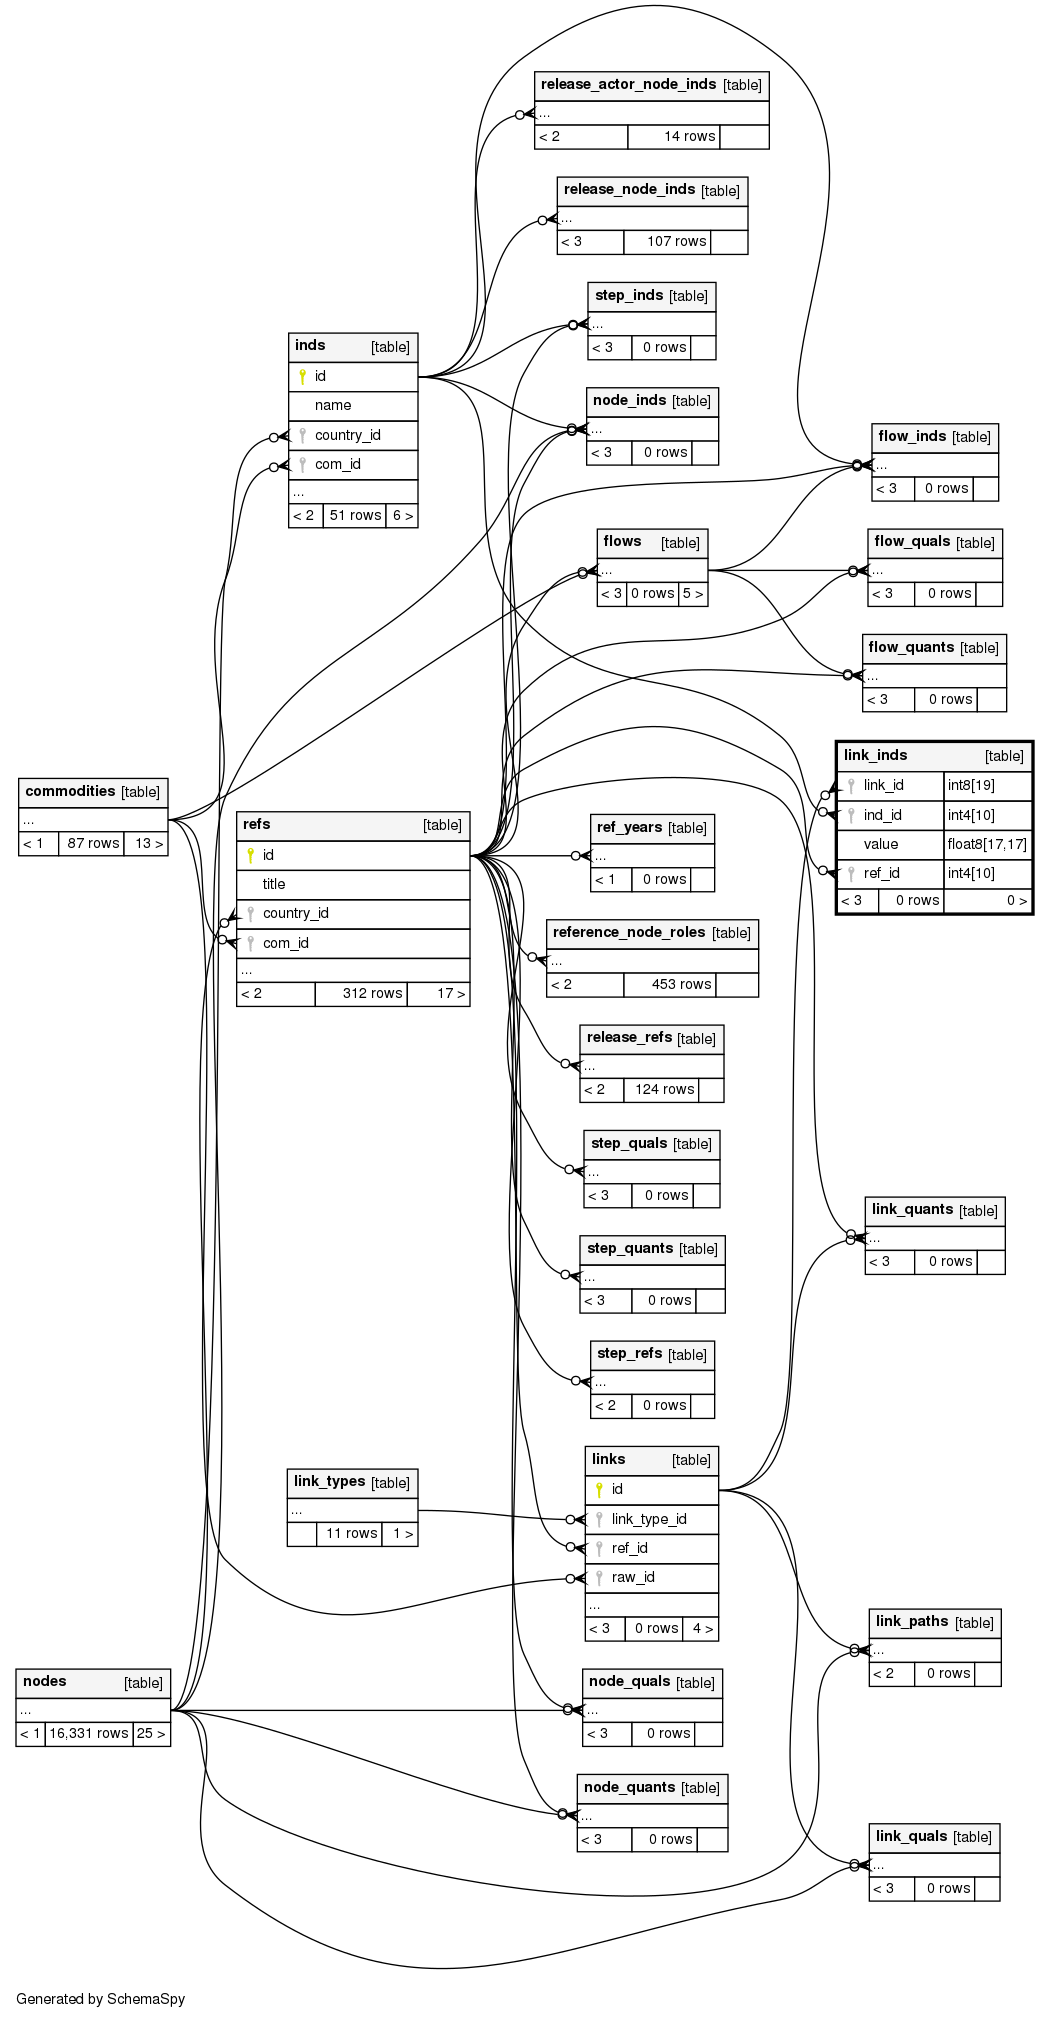 release_actor_node_inds [table]
...
< 2 14 rows
release_node_inds [table]
...
< 3 107 rows
step_inds [table]
...
< 3 0 rows
inds [table]
id
name
country_id
com_id
...
< 2 51 rows 6 >
node_inds [table]
...
< 3 0 rows
flow_inds [table]
...
< 3 0 rows
flows [table]
...
< 3 0 rows 5 >
flow_quals [table]
...
< 3 0 rows
flow_quants [table]
...
< 3 0 rows
link_inds [table]
link_id int8[19]
ind_id int4[10]
value float8[17,17]
ref_id int4[10]
< 3 0 rows 0 >
commodities [table]
...
< 1 87 rows 13 >
refs [table]
id
title
country_id
com_id
...
< 2 312 rows 17 >
ref_years [table]
...
< 1 0 rows
reference_node_roles [table]
...
< 2 453 rows
release_refs [table]
...
< 2 124 rows
step_quals [table]
...
< 3 0 rows
link_quants [table]
...
< 3 0 rows
step_quants [table]
...
< 3 0 rows
step_refs [table]
...
< 2 0 rows
links [table]
id
link_type_id
ref_id
raw_id
...
< 3 0 rows 4 >
link_types [table]
...
11 rows 1 >
link_paths [table]
...
< 2 0 rows
nodes [table]
...
< 1 16,331 rows 25 >
node_quals [table]
...
< 3 0 rows
node_quants [table]
...
< 3 0 rows
link_quals [table]
...
< 3 0 rows
Generated by SchemaSpy